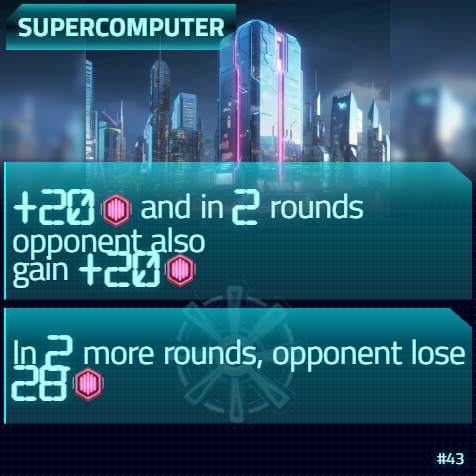 SUPERCOMPUTER
+20 and in 2 rounds
opponent also
gain +20
In 2 more rounds, opponent lose
28
#43